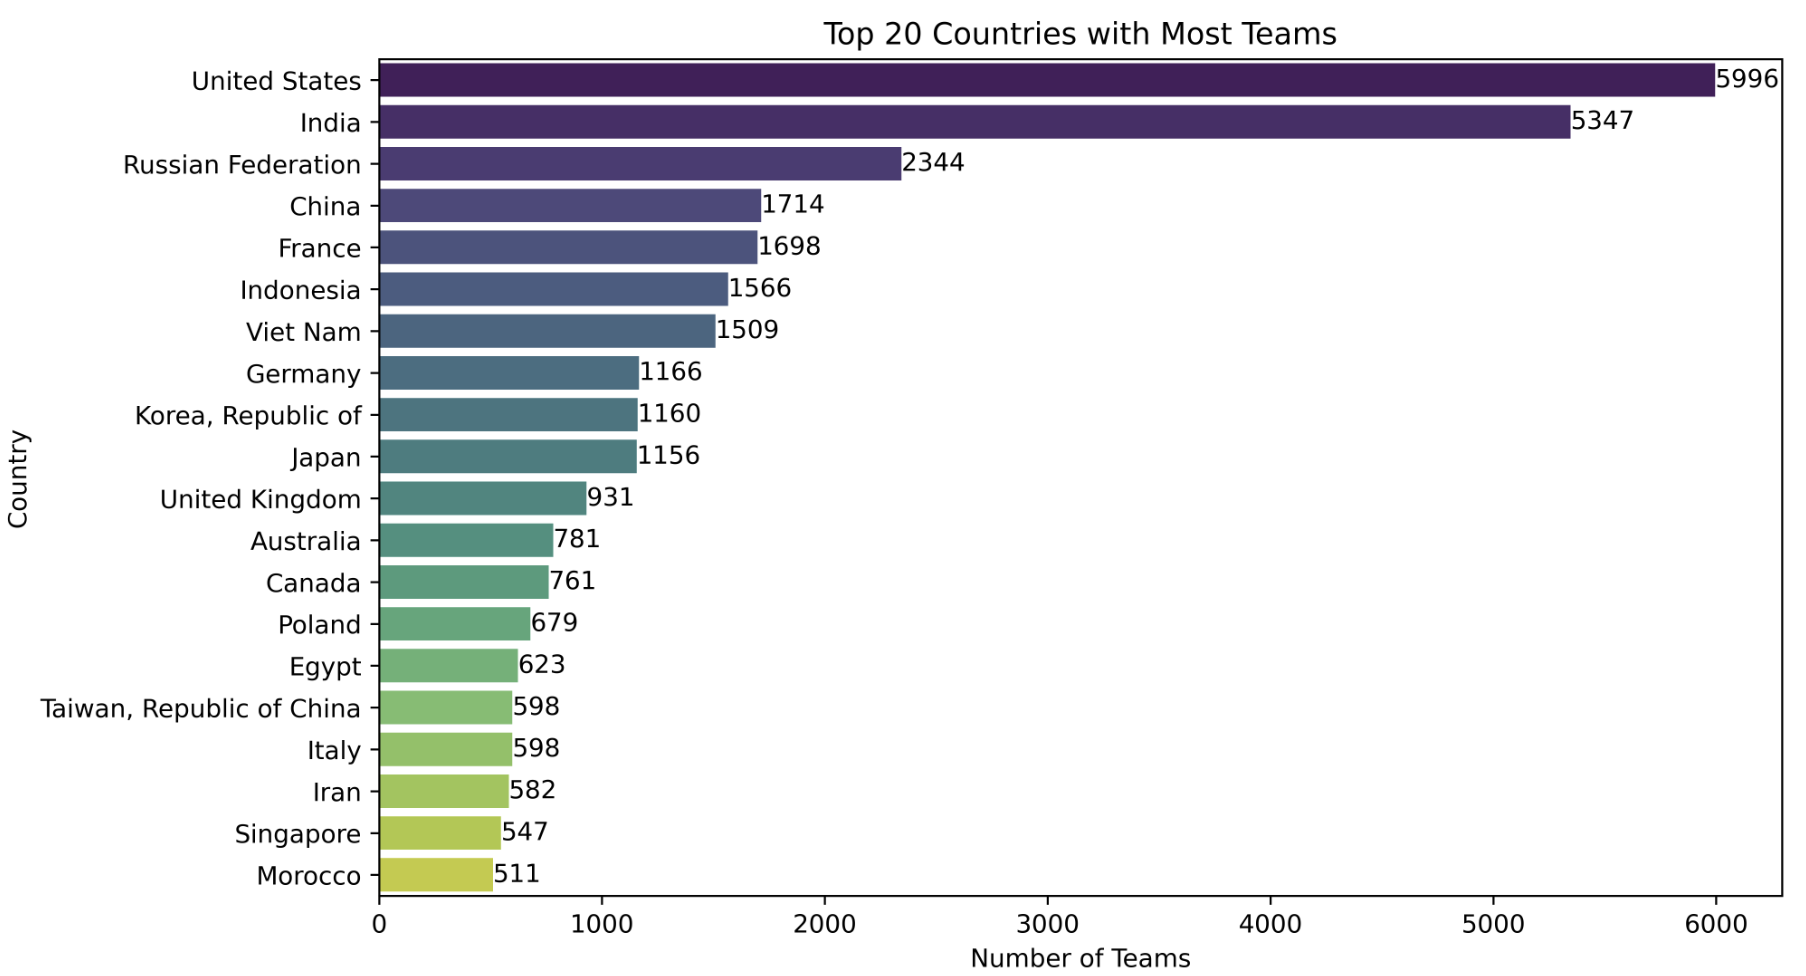 Top 20 Countries with Most Teams
United States 5996
India 5347
Russian Federation 2344
China 1714
France 1698
Indonesia 1566
Viet Nam 1509
Germany 1166
Korea, Republic of 1160
Japan 1156
United Kingdom 931
Australia 781
Canada 761
Poland 679
Egypt 623
Taiwan, Republic of China 598
Italy 598
Iran 582
Singapore 547
Morocco 511
Country
0 1000 2000 3000 4000 5000 6000
Number of Teams